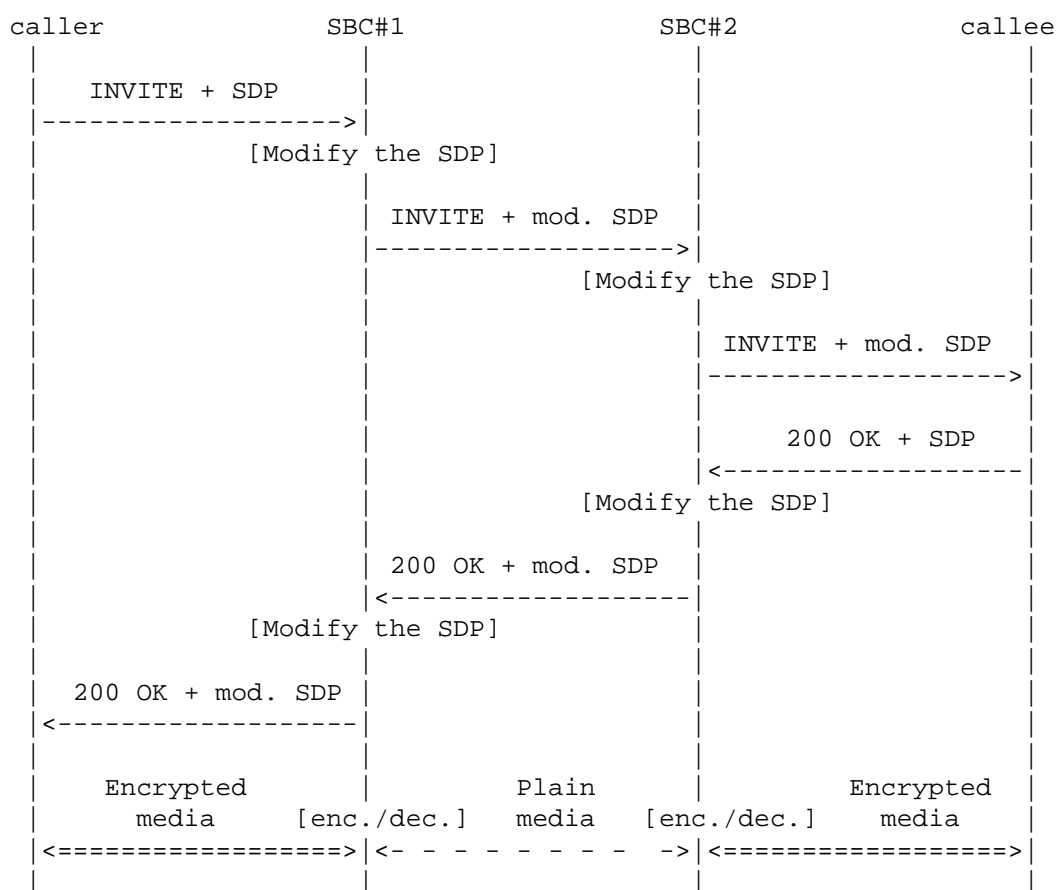 caller SBC#1 SBC#2 callee
INVITE + SDP
[Modify the SDP]
INVITE + mod. SDP
[Modify the SDP]
INVITE + mod. SDP
200 OK + SDP
[Modify the SDP]
200 OK + mod. SDP
[Modify the SDP]
200 OK + mod. SDP
Encrypted Plain Encrypted
media [enc./dec.] media [enc./dec.] media